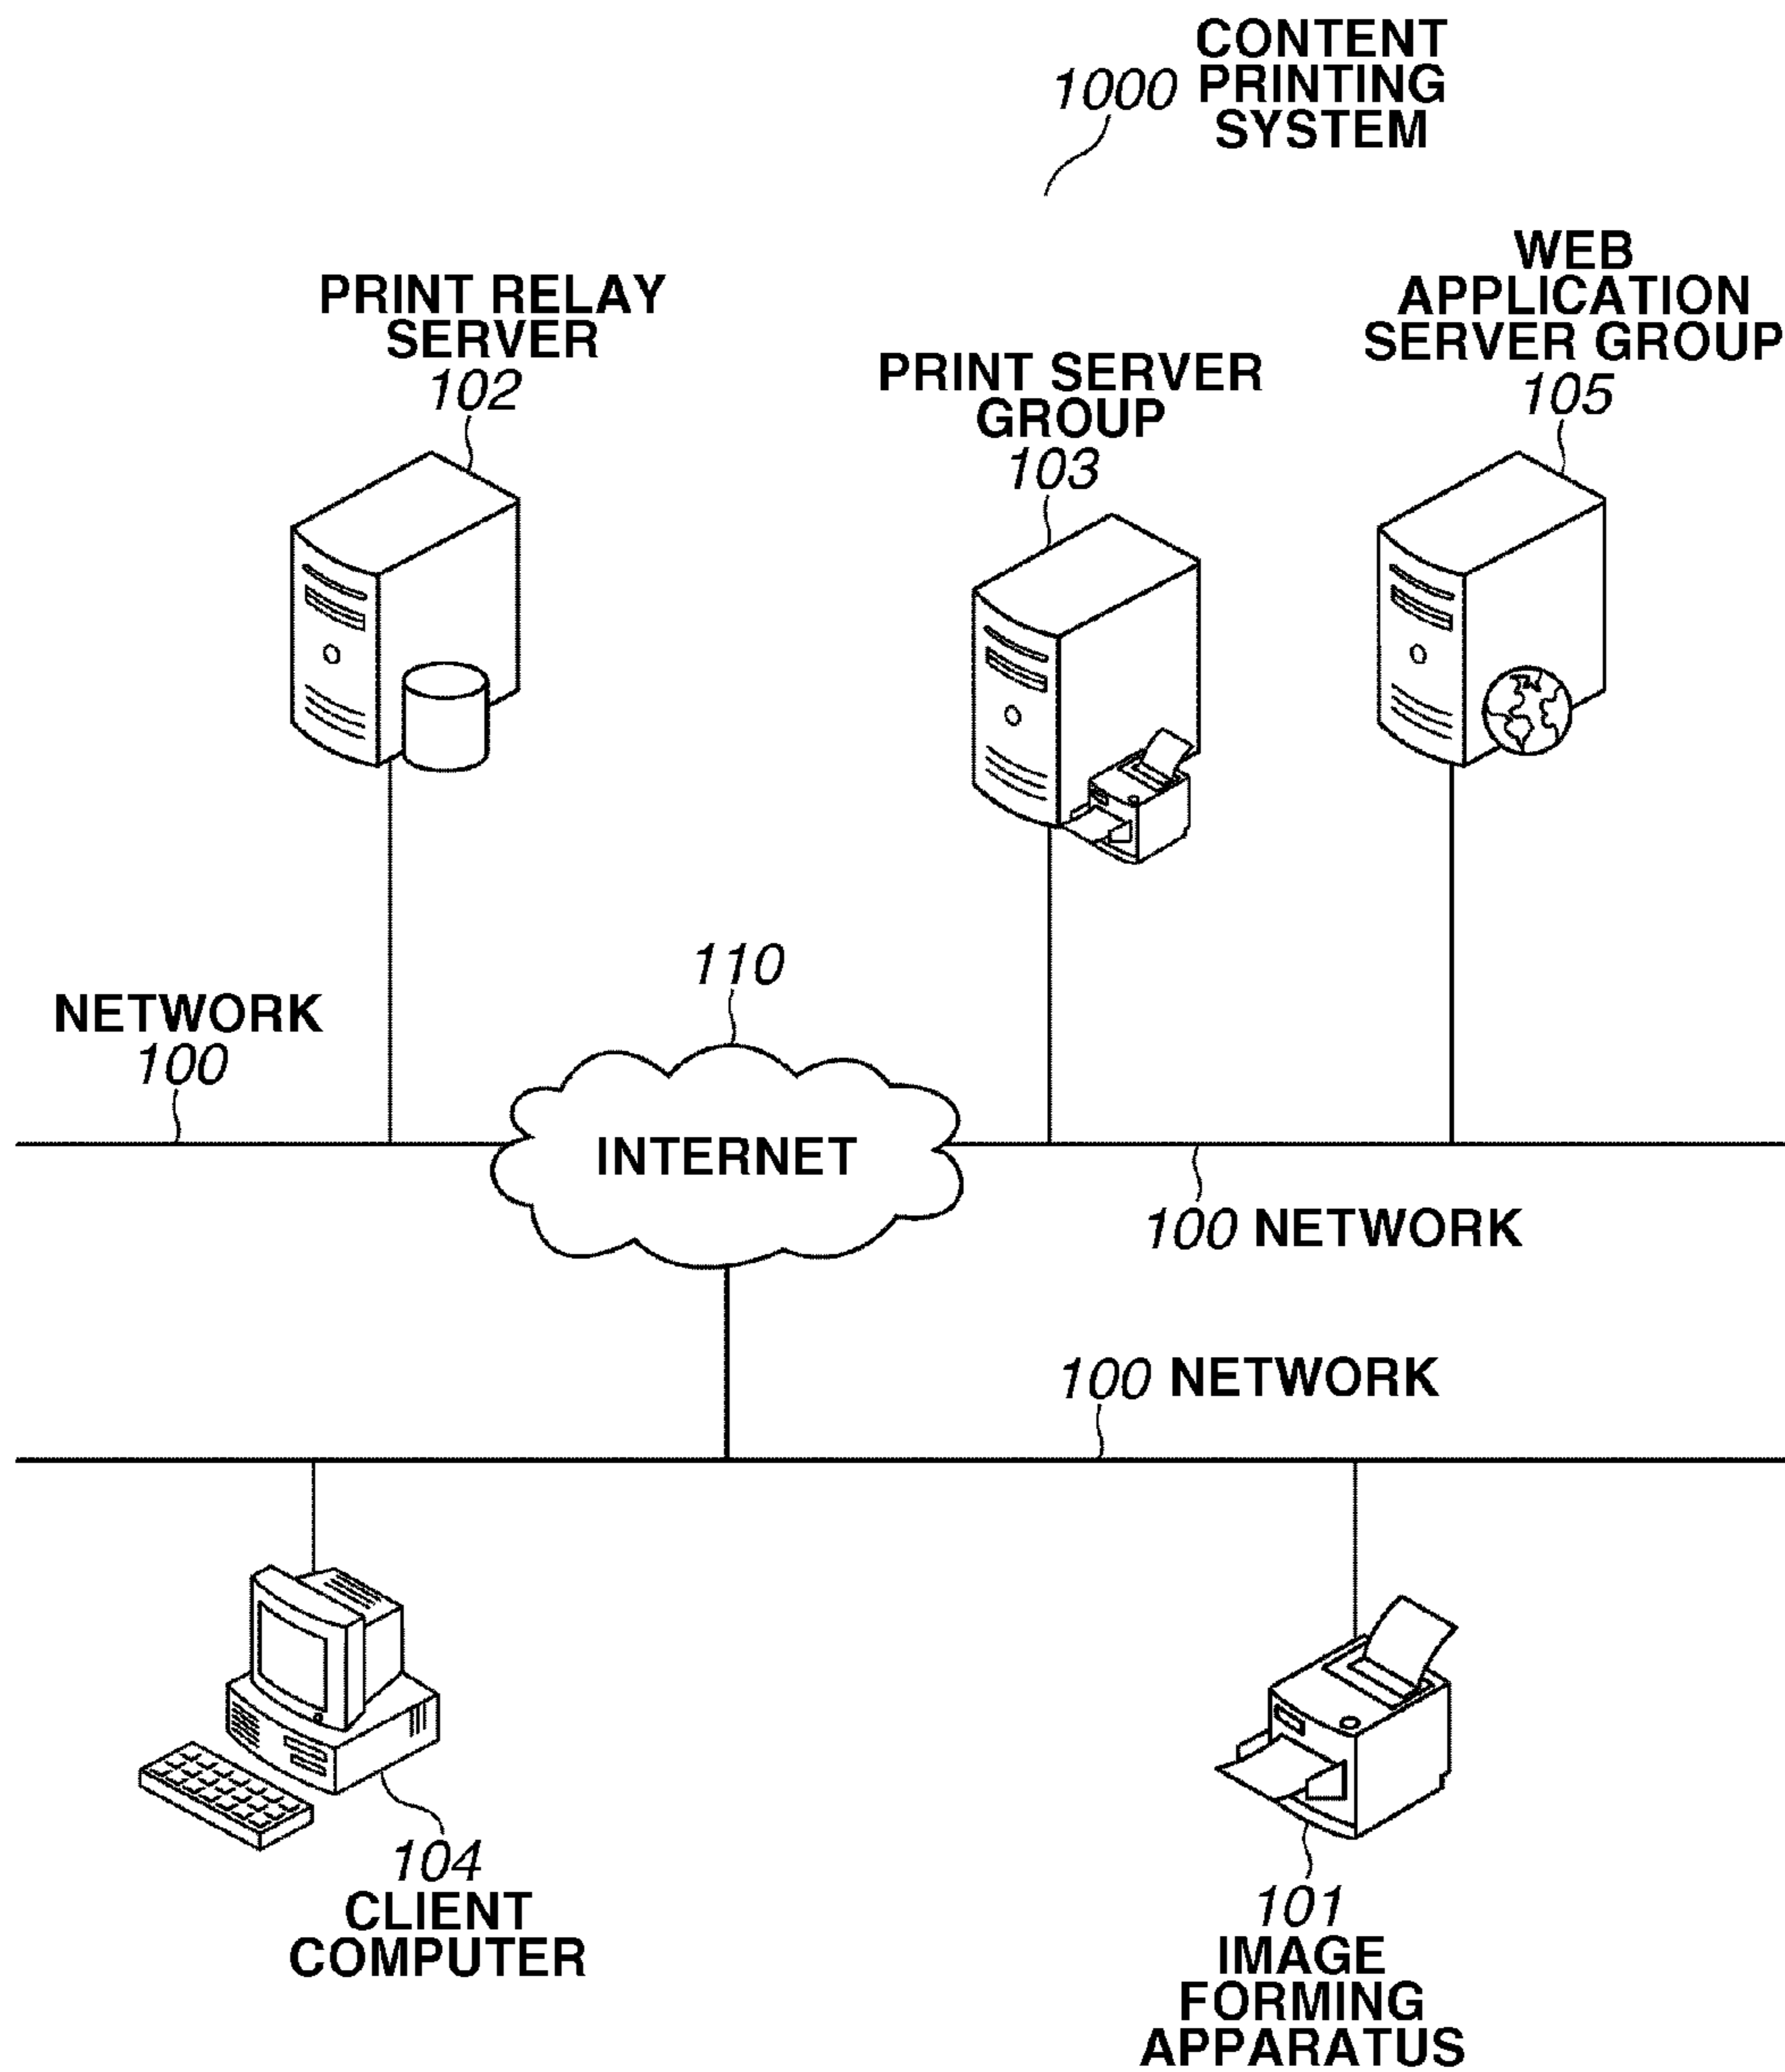 CONTENT
1000 PRINTING
SYSTEM
WEB
APPLICATION
SERVER GROUP
105
PRINT RELAY
SERVER
102
PRINT SERVER
GROUP
103
110
NETWORK
100
INTERNET
100 NETWORK
100 NETWORK
104
CLIENT
COMPUTER
101
IMAGE
FORMING
APPARATUS